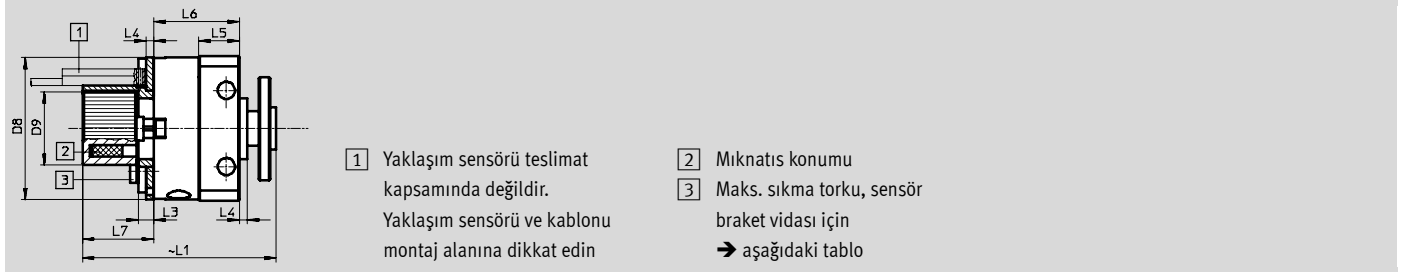 L6
1
L4
L5
D8
D9
2
3
L3
L4
L7
~L1
1 Yaklaşım sensörü teslimat
kapsamında değildir.
Yaklaşım sensörü ve kablonu
montaj alanına dikkat edin
2 Mıknatıs konumu
3 Maks. sıkma torku, sensör
braket vidası için
➔ aşağıdaki tablo